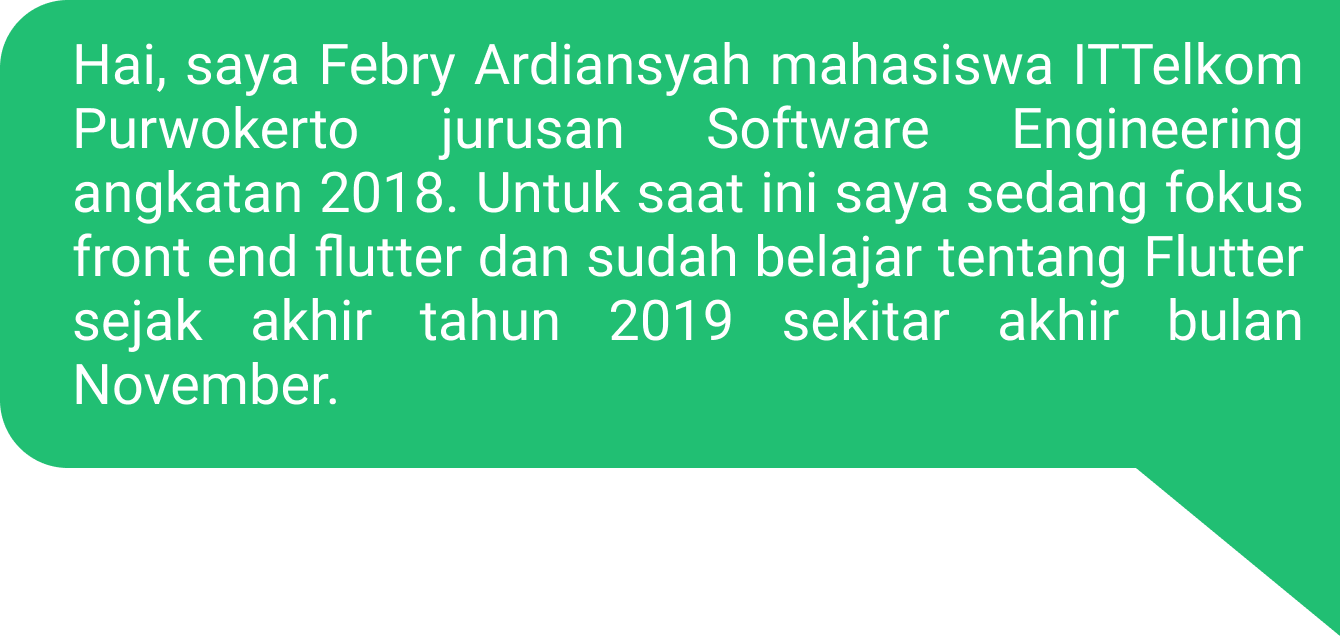 Hai, saya Febry Ardiansyah mahasiswa ITTelkom
Purwokerto jurusan Software Engineering
angkatan 2018. Untuk saat ini saya sedang fokus
front end flutter dan sudah belajar tentang Flutter
sejak akhir tahun 2019 sekitar akhir bulan
November.